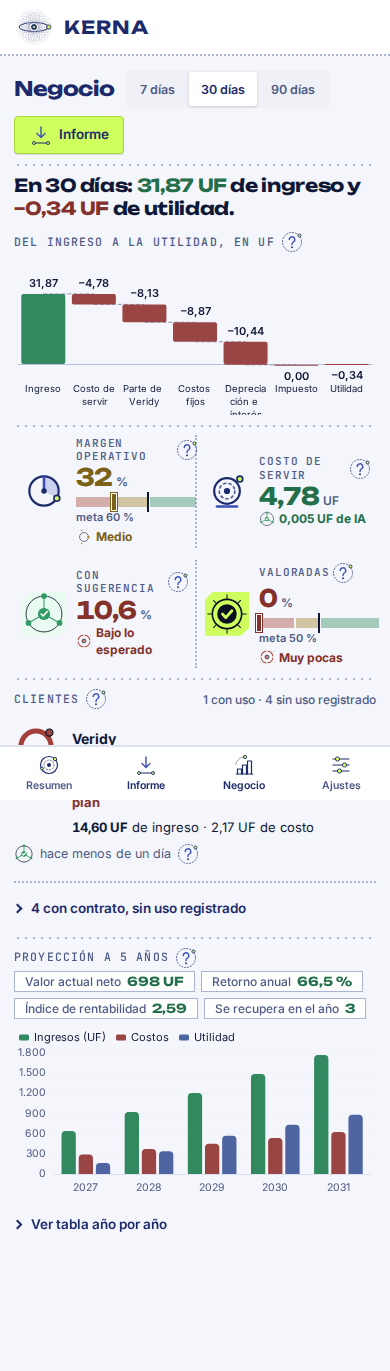 KERNA
Negocio 7 días 30 días 90 días
Informe
En 30 días: 31,87 UF de ingreso y
−0,34 UF de utilidad.
DEL INGRESO A LA UTILIDAD, EN UF ?
31,87 −4,78 −8,13 −8,87 −10,44 0,00 −0,34
Ingreso Costo de Parte de Costos Deprecia Impuesto Utilidad
servir Veridy fijos ción e
interés
MARGEN
OPERATIVO ?
32 %
meta 60 %
Medio
COSTO DE
SERVIR ?
4,78 UF
0,005 UF de IA
CON
SUGERENCIA ?
10,6 %
Bajo lo
esperado
VALORADAS ?
0 %
meta 50 %
Muy pocas
CLIENTES ? 1 con uso · 4 sin uso registrado
Veridy
Resumen Informe Negocio Ajustes
plan
14,60 UF de ingreso · 2,17 UF de costo
hace menos de un día ?
4 con contrato, sin uso registrado
PROYECCIÓN A 5 AÑOS ?
Valor actual neto 698 UF Retorno anual 66,5 %
Índice de rentabilidad 2,59 Se recupera en el año 3
Ingresos (UF) Costos Utilidad
1.800
1.500
1.200
900
600
300
0
2027 2028 2029 2030 2031
Ver tabla año por año